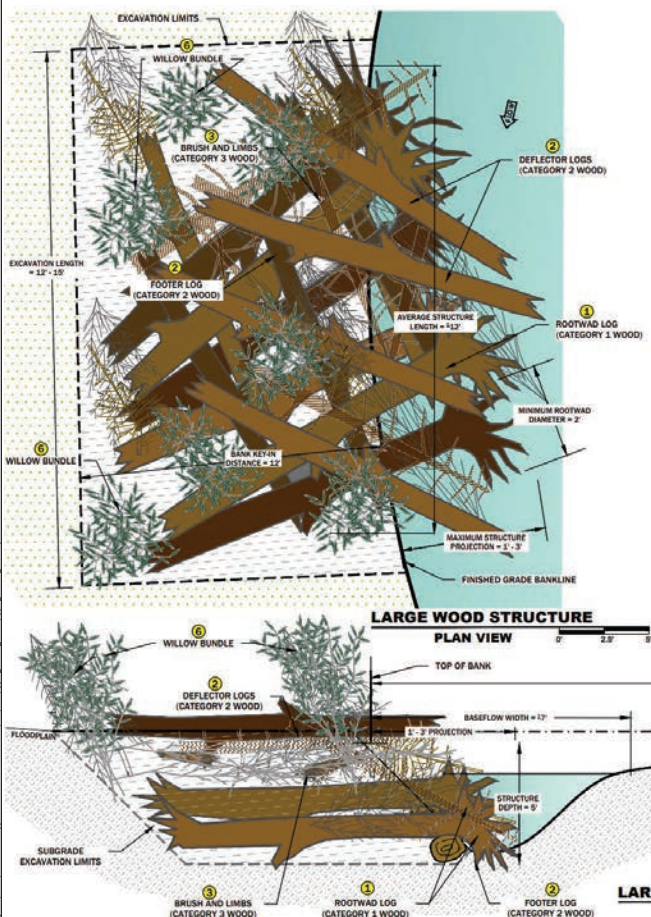 EXCAVATION LIMITS
6
WILLOW BUNDLE
FLOW
3
BRUSH AND LIMBS
(CATEGORY 3 WOOD)
2
DEFLECTOR LOGS
(CATEGORY 2 WOOD)
EXCAVATION LENGTH
= 12' - 15'
2
FOOTER LOG
(CATEGORY 2 WOOD)
AVERAGE STRUCTURE
LENGTH = ±12'
1
ROOTWAD LOG
(CATEGORY 1 WOOD)
MINIMUM ROOTWAD
DIAMETER = 2'
6
WILLOW BUNDLE
BANK KEY-IN
DISTANCE = 12'
MAXIMUM STRUCTURE
PROJECTION = 1' - 3'
FINISHED GRADE BANKLINE
LARGE WOOD STRUCTURE
PLAN VIEW
0 2.5' 5'
6
WILLOW BUNDLE
TOP OF BANK
2
DEFLECTOR LOGS
(CATEGORY 2 WOOD)
BASEFLOW WIDTH = ±7'
FLOODPLAIN
1' - 3' PROJECTION
STRUCTURE
DEPTH = 5'
SUBGRADE
EXCAVATION LIMITS
3
BRUSH AND LIMBS
(CATEGORY 3 WOOD)
1
ROOTWAD LOG
(CATEGORY 1 WOOD)
2
FOOTER LOG
(CATEGORY 2 WOOD)
LAR